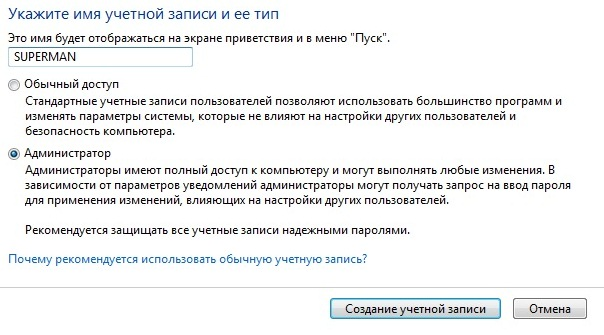 Укажите имя учетной записи и ее тип
Это имя будет отображаться на экране приветствия и в меню "Пуск".
SUPERMAN
Обычный доступ
Стандартные учетные записи пользователей позволяют использовать большинство программ и
изменять параметры системы, которые не влияют на настройки других пользователей и
безопасность компьютера.
Администратор
Администраторы имеют полный доступ к компьютеру и могут выполнять любые изменения. В
зависимости от параметров уведомлений администраторы могут получать запрос на ввод пароля
для применения изменений, влияющих на настройки других пользователей.
Рекомендуется защищать все учетные записи надежными паролями.
Почему рекомендуется использовать обычную учетную запись?
Создание учетной записи Отмена